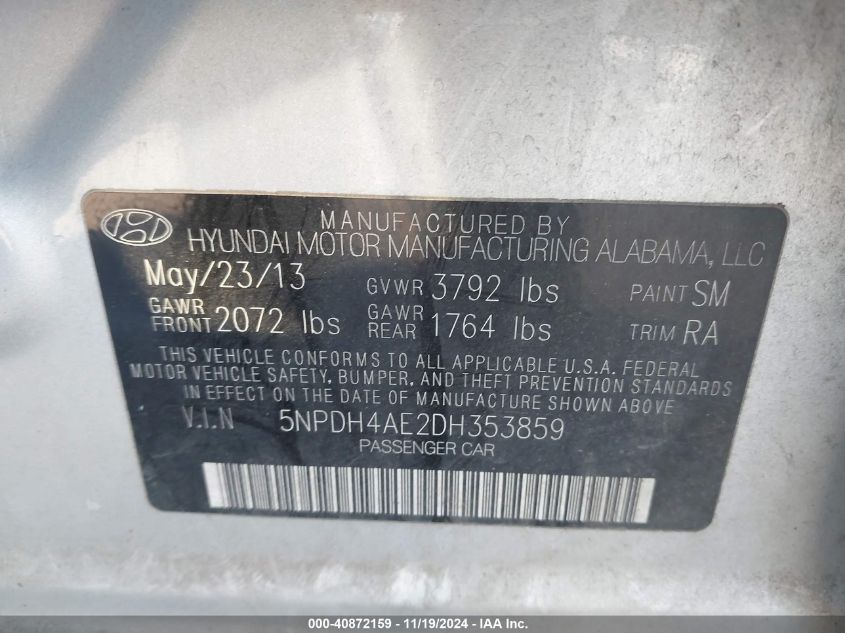 MANUFACTURED BY
HYUNDAI MOTOR MANUFACTURING ALABAMA, LLC
May/23/13 GVWR 3792 lbs PAINT SM
GAWR FRONT 2072 lbs GAWR REAR 1764 lbs TRIM RA
THIS VEHICLE CONFORMS TO ALL APPLICABLE U.S.A. FEDERAL
MOTOR VEHICLE SAFETY, BUMPER, AND THEFT PREVENTION STANDARDS
IN EFFECT ON THE DATE OF MANUFACTURE SHOWN ABOVE
V.I.N 5NPDH4AE2DH353859
PASSENGER CAR
000-40872159 - 11/19/2024 - IAA Inc.